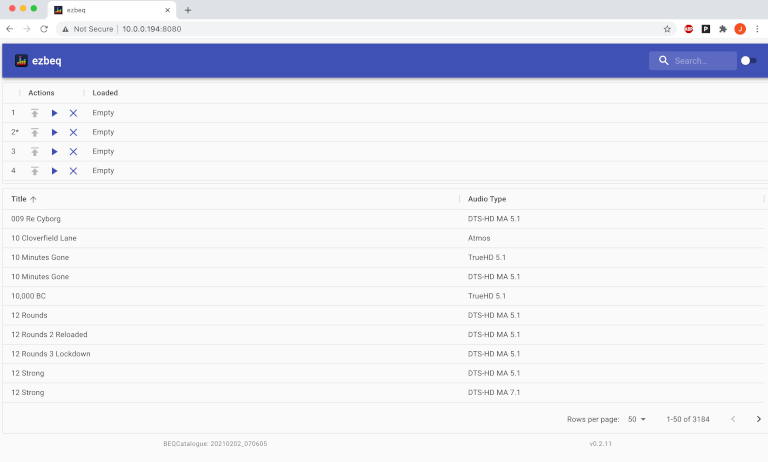 ezbeq
Not Secure | 10.0.0.194:8080
ABP P J
ezbeq Search...
Actions Loaded
1 Empty
2* Empty
3 Empty
4 Empty
Title Audio Type
009 Re Cyborg DTS-HD MA 5.1
10 Cloverfield Lane Atmos
10 Minutes Gone TrueHD 5.1
10 Minutes Gone DTS-HD MA 5.1
10,000 BC TrueHD 5.1
12 Rounds DTS-HD MA 5.1
12 Rounds 2 Reloaded DTS-HD MA 5.1
12 Rounds 3 Lockdown DTS-HD MA 5.1
12 Strong DTS-HD MA 5.1
12 Strong DTS-HD MA 7.1
Rows per page: 50 1-50 of 3184
BEQCatalogue: 20210202_070605 v0.2.11